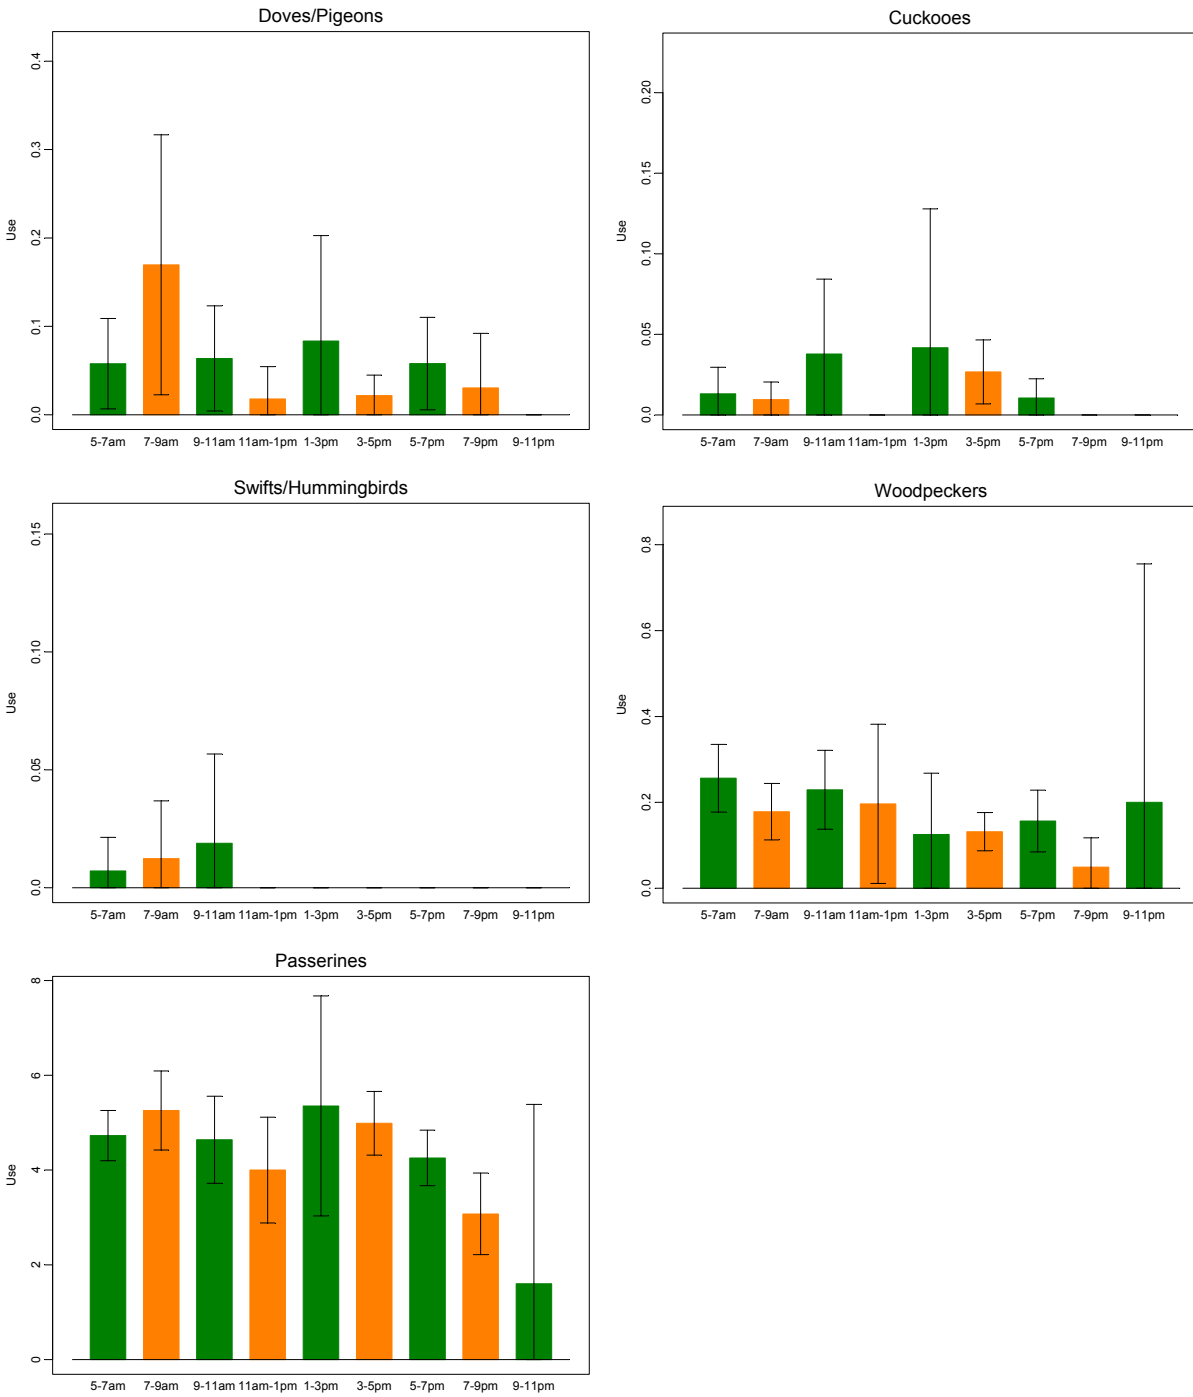 Doves/Pigeons
Use
0.4
0.3
0.2
0.1
0.0
5-7am 7-9am 9-11am 11am-1pm 1-3pm 3-5pm 5-7pm 7-9pm 9-11pm
Cuckooes
Use
0.20
0.15
0.10
0.05
0.0
5-7am 7-9am 9-11am 11am-1pm 1-3pm 3-5pm 5-7pm 7-9pm 9-11pm
Swifts/Hummingbirds
Use
0.15
0.10
0.05
0.0
5-7am 7-9am 9-11am 11am-1pm 1-3pm 3-5pm 5-7pm 7-9pm 9-11pm
Woodpeckers
Use
0.8
0.6
0.4
0.2
0.0
5-7am 7-9am 9-11am 11am-1pm 1-3pm 3-5pm 5-7pm 7-9pm 9-11pm
Passerines
Use
8
6
4
2
0
5-7am 7-9am 9-11am 11am-1pm 1-3pm 3-5pm 5-7pm 7-9pm 9-11pm